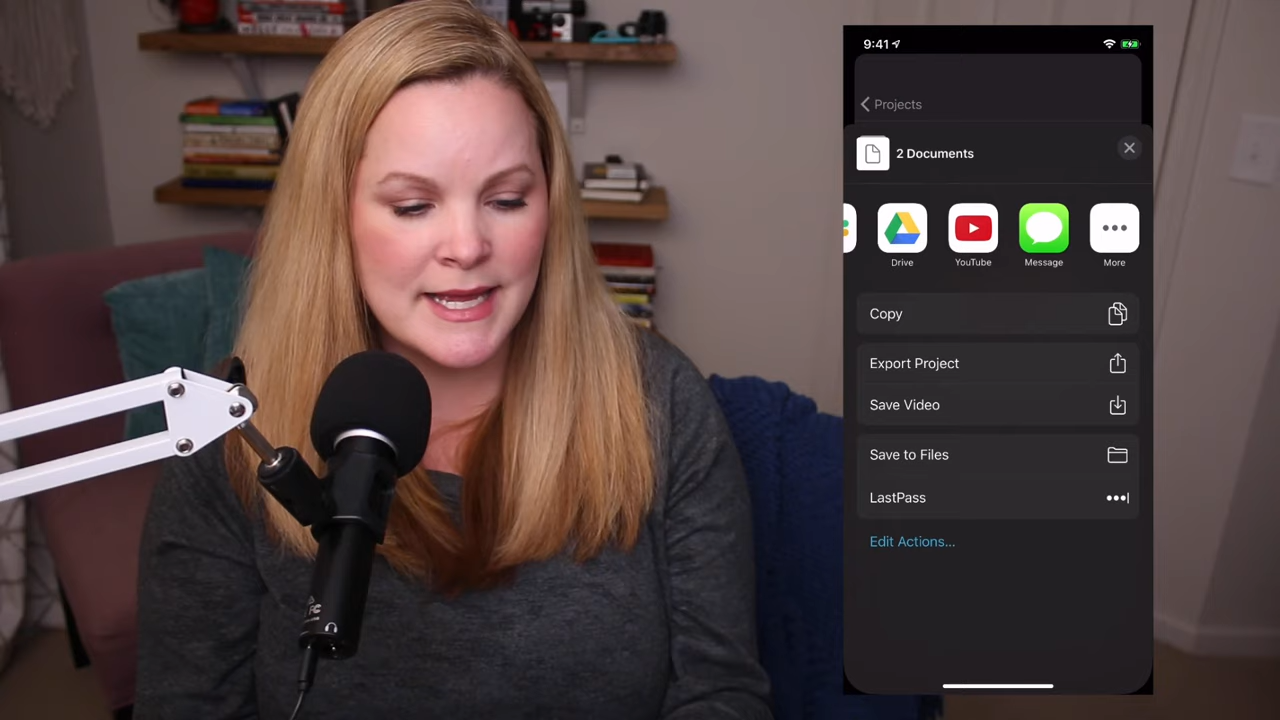 9:41
Projects
2 Documents
Drive
YouTube
Message
More
Copy
Export Project
Save Video
Save to Files
LastPass
Edit Actions...